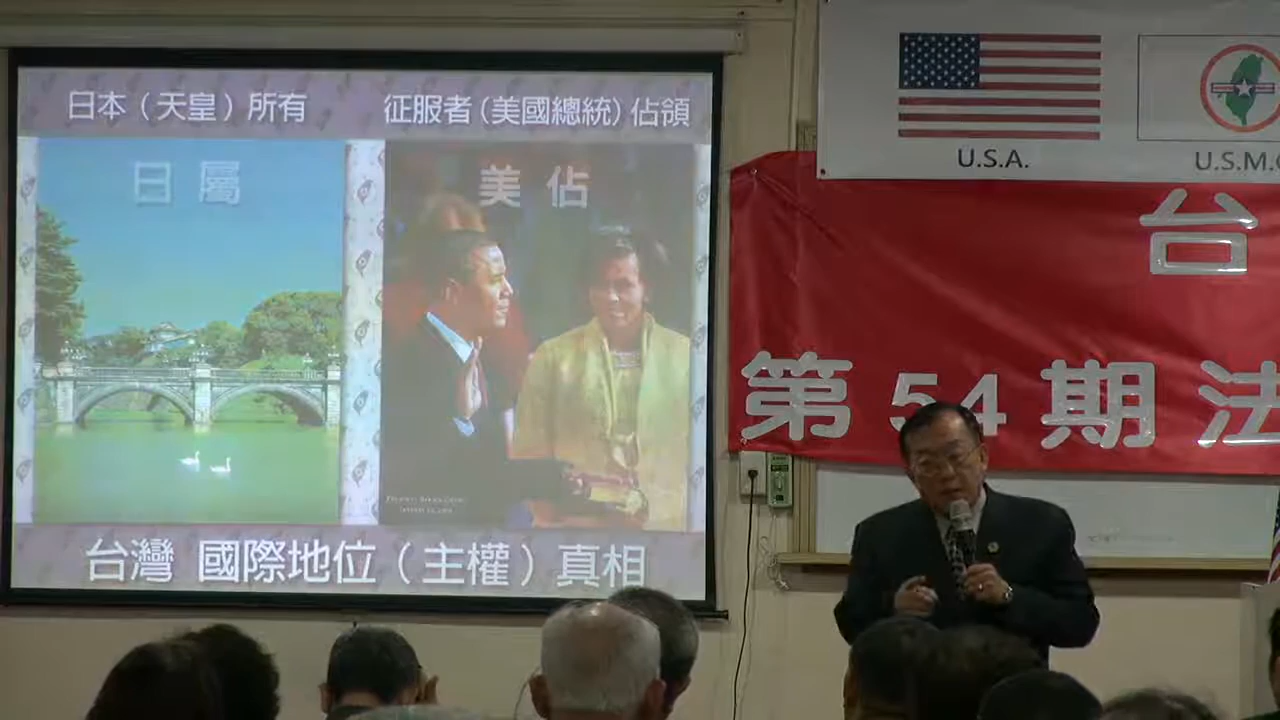 日本（天皇）所有
征服者（美國總統）佔領
日屬
美佔
台灣 國際地位（主權）真相
U.S.A.
U.S.M.
台
第 54 期 法